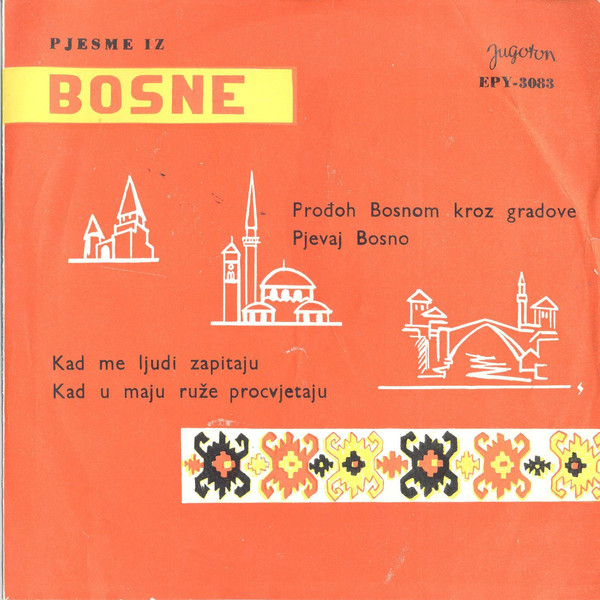 PJESME IZ
BOSNE
Jugoton
EPY-3083
Prođoh Bosnom kroz gradove
Pjevaj Bosno
Kad me ljudi zapitaju
Kad u maju ruže procvjetaju